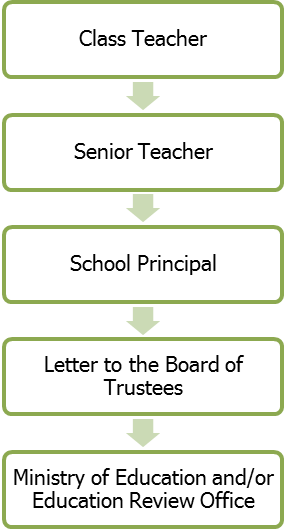 Class Teacher
Senior Teacher
School Principal
Letter to the Board of
Trustees
Ministry of Education and/or
Education Review Office